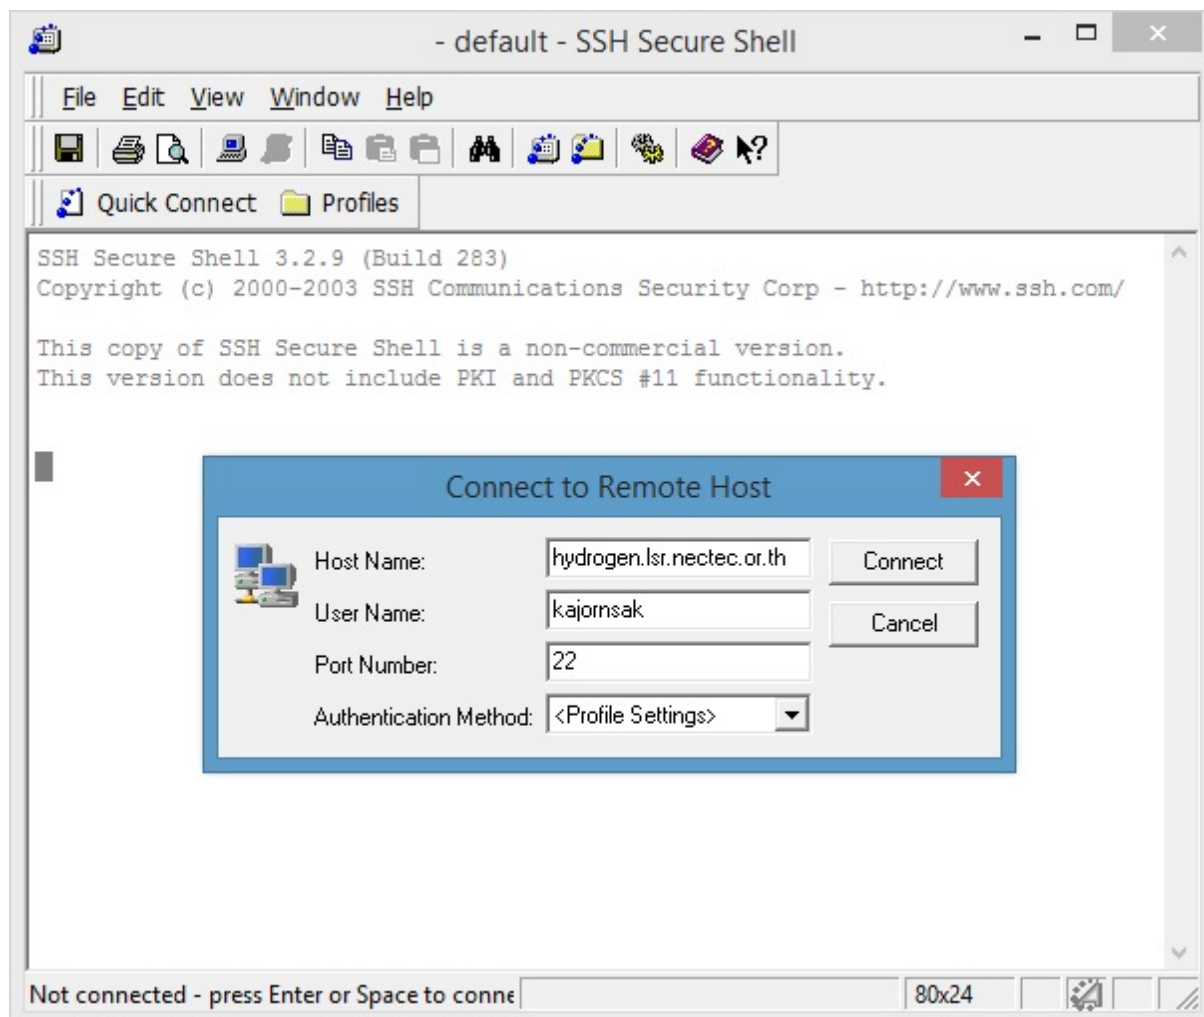 - default - SSH Secure Shell
File Edit View Window Help
Quick Connect Profiles
SSH Secure Shell 3.2.9 (Build 283)
Copyright (c) 2000-2003 SSH Communications Security Corp - http://www.ssh.com/
This copy of SSH Secure Shell is a non-commercial version.
This version does not include PKI and PKCS #11 functionality.
Connect to Remote Host
Host Name: hydrogen.lsr.nectec.or.th Connect
User Name: kajornsak Cancel
Port Number: 22
Authentication Method: <Profile Settings>
Not connected - press Enter or Space to conne 80x24